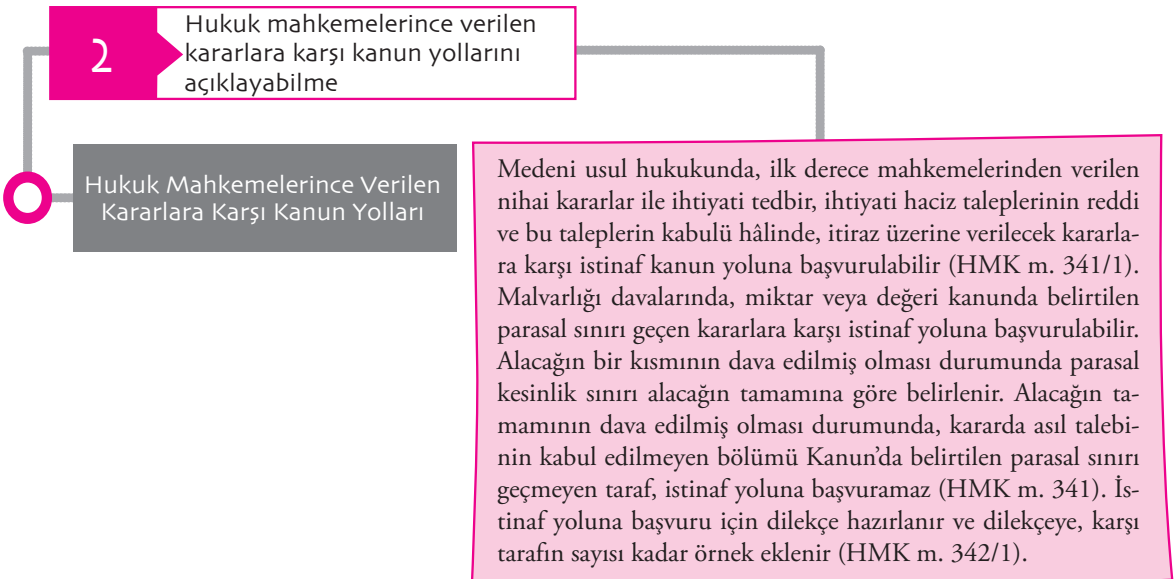 2
Hukuk mahkemelerince verilen
kararlara karşı kanun yollarını
açıklayabilme
Hukuk Mahkemelerince Verilen
Kararlara Karşı Kanun Yolları
Medeni usul hukukunda, ilk derece mahkemelerinden verilen
nihai kararlar ile ihtiyati tedbir, ihtiyati haciz taleplerinin reddi
ve bu taleplerin kabulü hâlinde, itiraz üzerine verilecek kararla-
ra karşı istinaf kanun yoluna başvurulabilir (HMK m. 341/1).
Malvarlığı davalarında, miktar veya değeri kanunda belirtilen
parasal sınırı geçen kararlara karşı istinaf yoluna başvurulabilir.
Alacağın bir kısmının dava edilmiş olması durumunda parasal
kesinlik sınırı alacağın tamamına göre belirlenir. Alacağın ta-
mamının dava edilmiş olması durumunda, kararda asıl talebi-
nin kabul edilmeyen bölümü Kanun’da belirtilen parasal sınırı
geçmeyen taraf, istinaf yoluna başvuramaz (HMK m. 341). İs-
tinaf yoluna başvuru için dilekçe hazırlanır ve dilekçeye, karşı
tarafın sayısı kadar örnek eklenir (HMK m. 342/1).